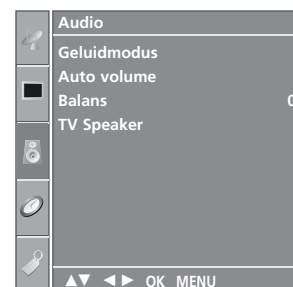 Audio
Geluidmodus
Auto volume
Balans 0
TV Speaker
▲▼ ◄► OK MENU